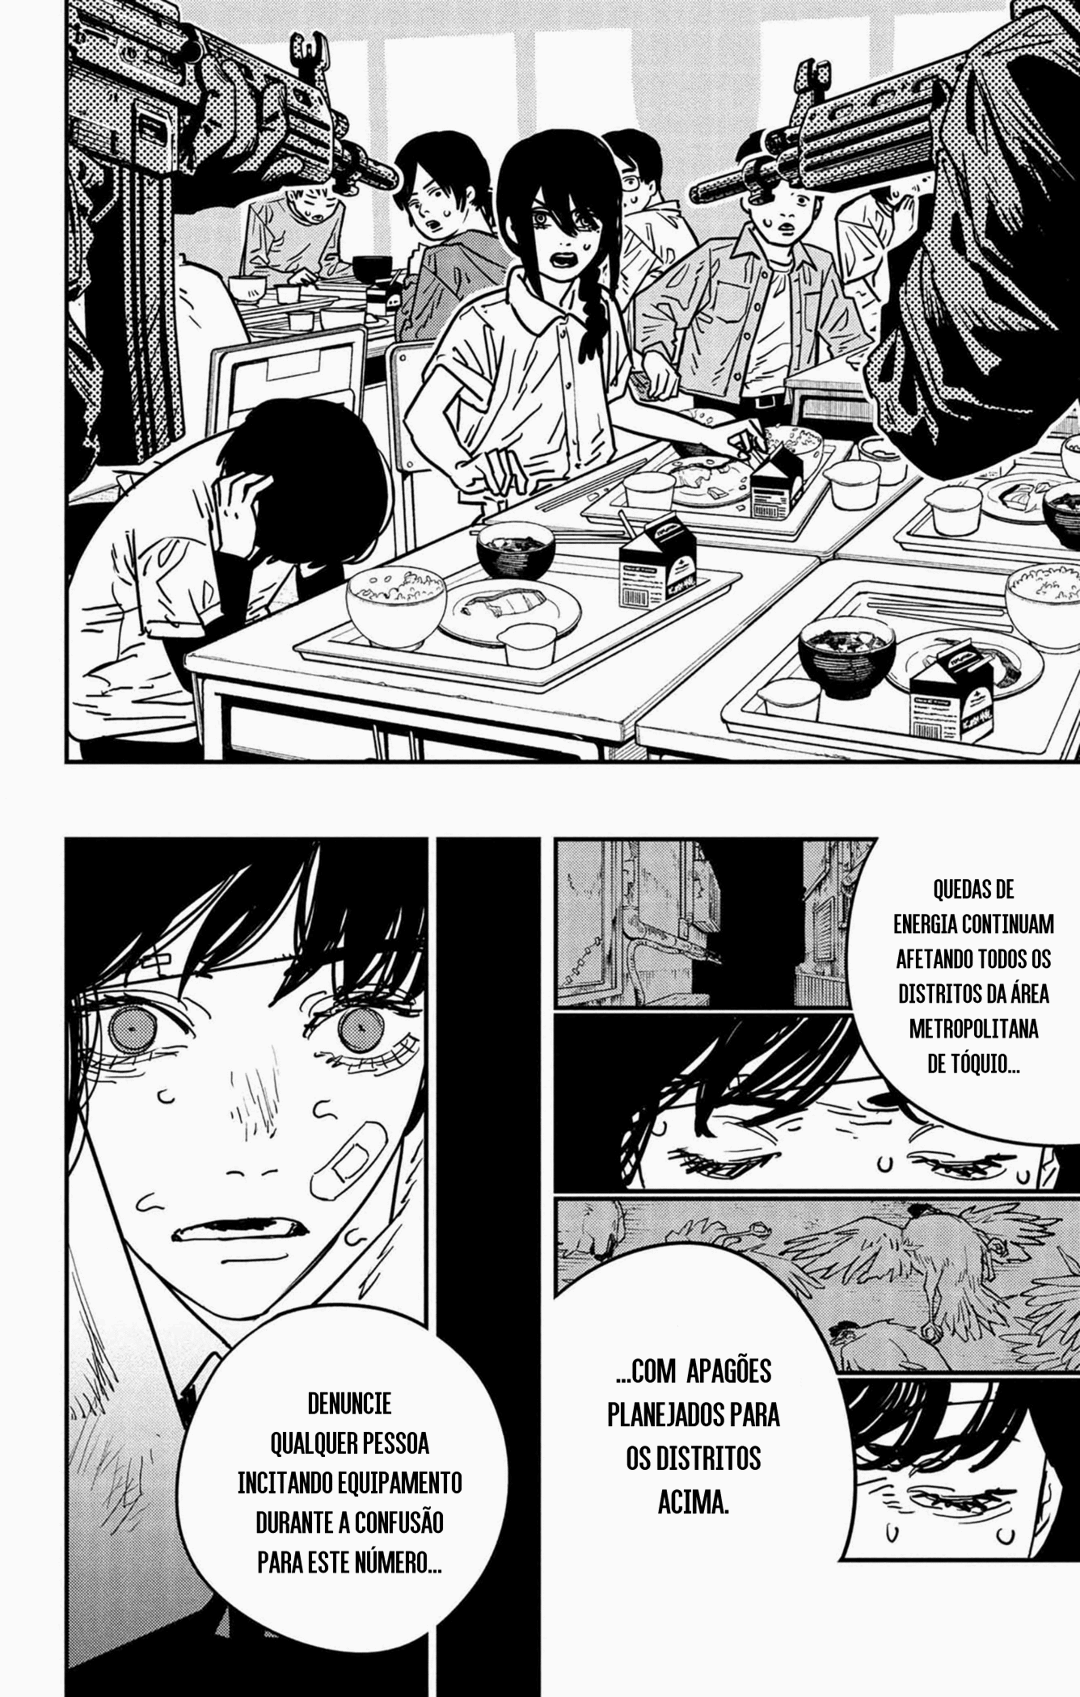 QUEDAS DE
ENERGIA CONTINUAM
AFETANDO TODOS OS
DISTRITOS DA ÁREA
METROPOLITANA
DE TÓQUIO...
...COM APAGÕES
PLANEJADOS PARA
OS DISTRITOS
ACIMA.
DENUNCIE
QUALQUER PESSOA
INCITANDO EQUIPAMENTO
DURANTE A CONFUSÃO
PARA ESTE NÚMERO...